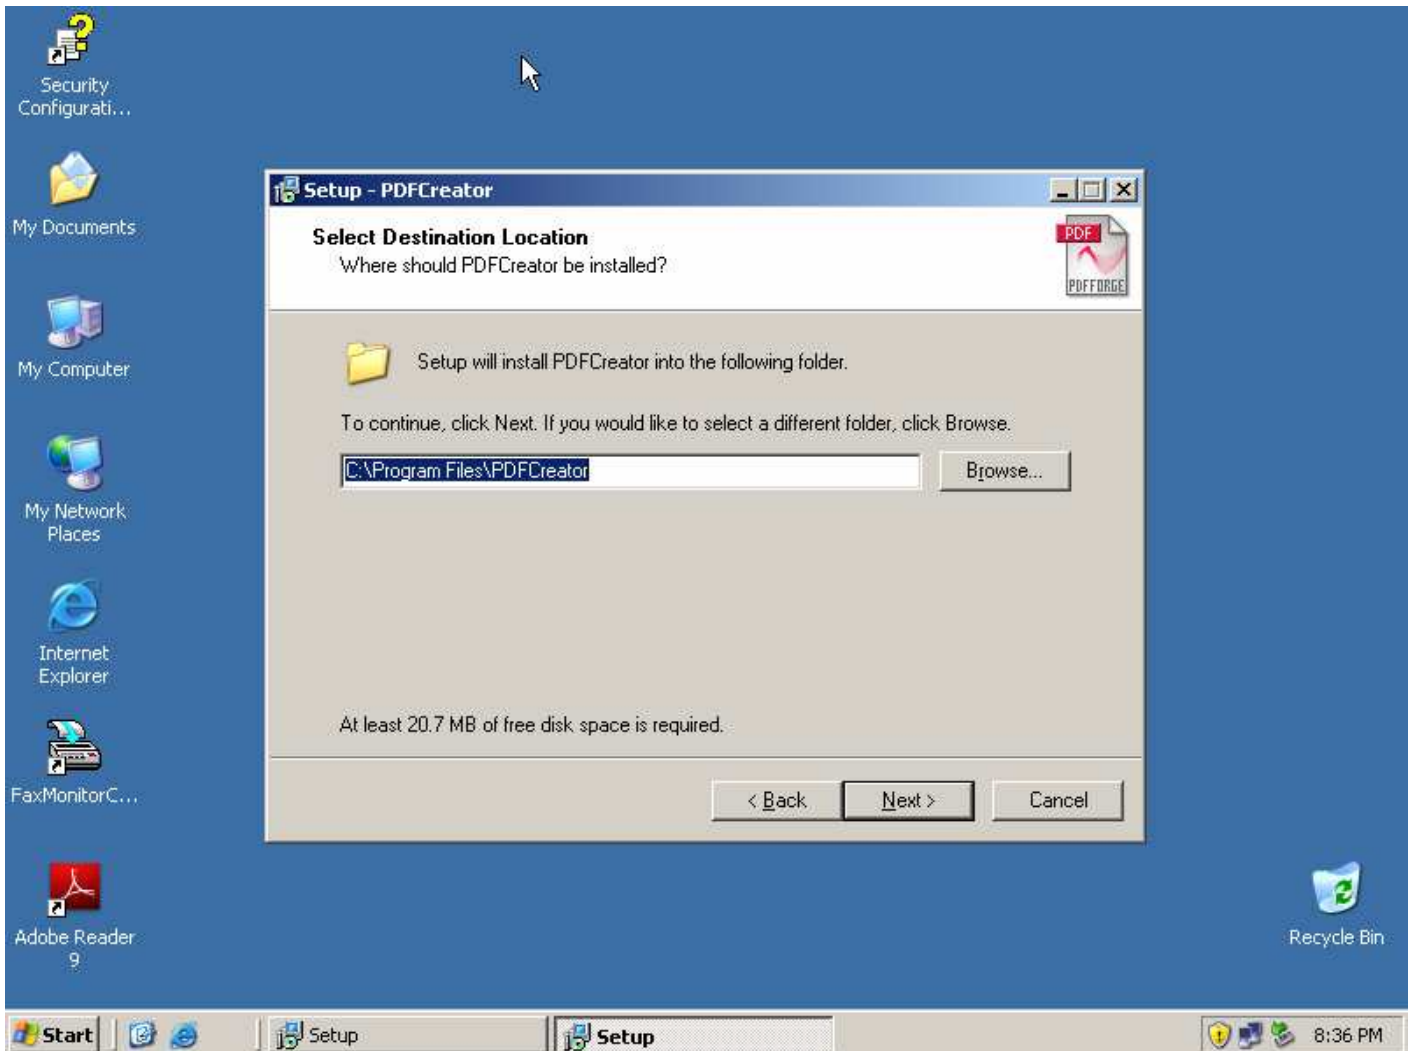 Security
Configurati...
My Documents
My Computer
My Network
Places
Internet
Explorer
FaxMonitorC...
Adobe Reader
9
Setup - PDFCreator
Select Destination Location
Where should PDFCreator be installed?
PDF
PDFFORGE
Setup will install PDFCreator into the following folder.
To continue, click Next. If you would like to select a different folder, click Browse.
C:\Program Files\PDFCreator
Browse...
At least 20.7 MB of free disk space is required.
< Back
Next >
Cancel
Recycle Bin
Start
Setup
Setup
8:36 PM